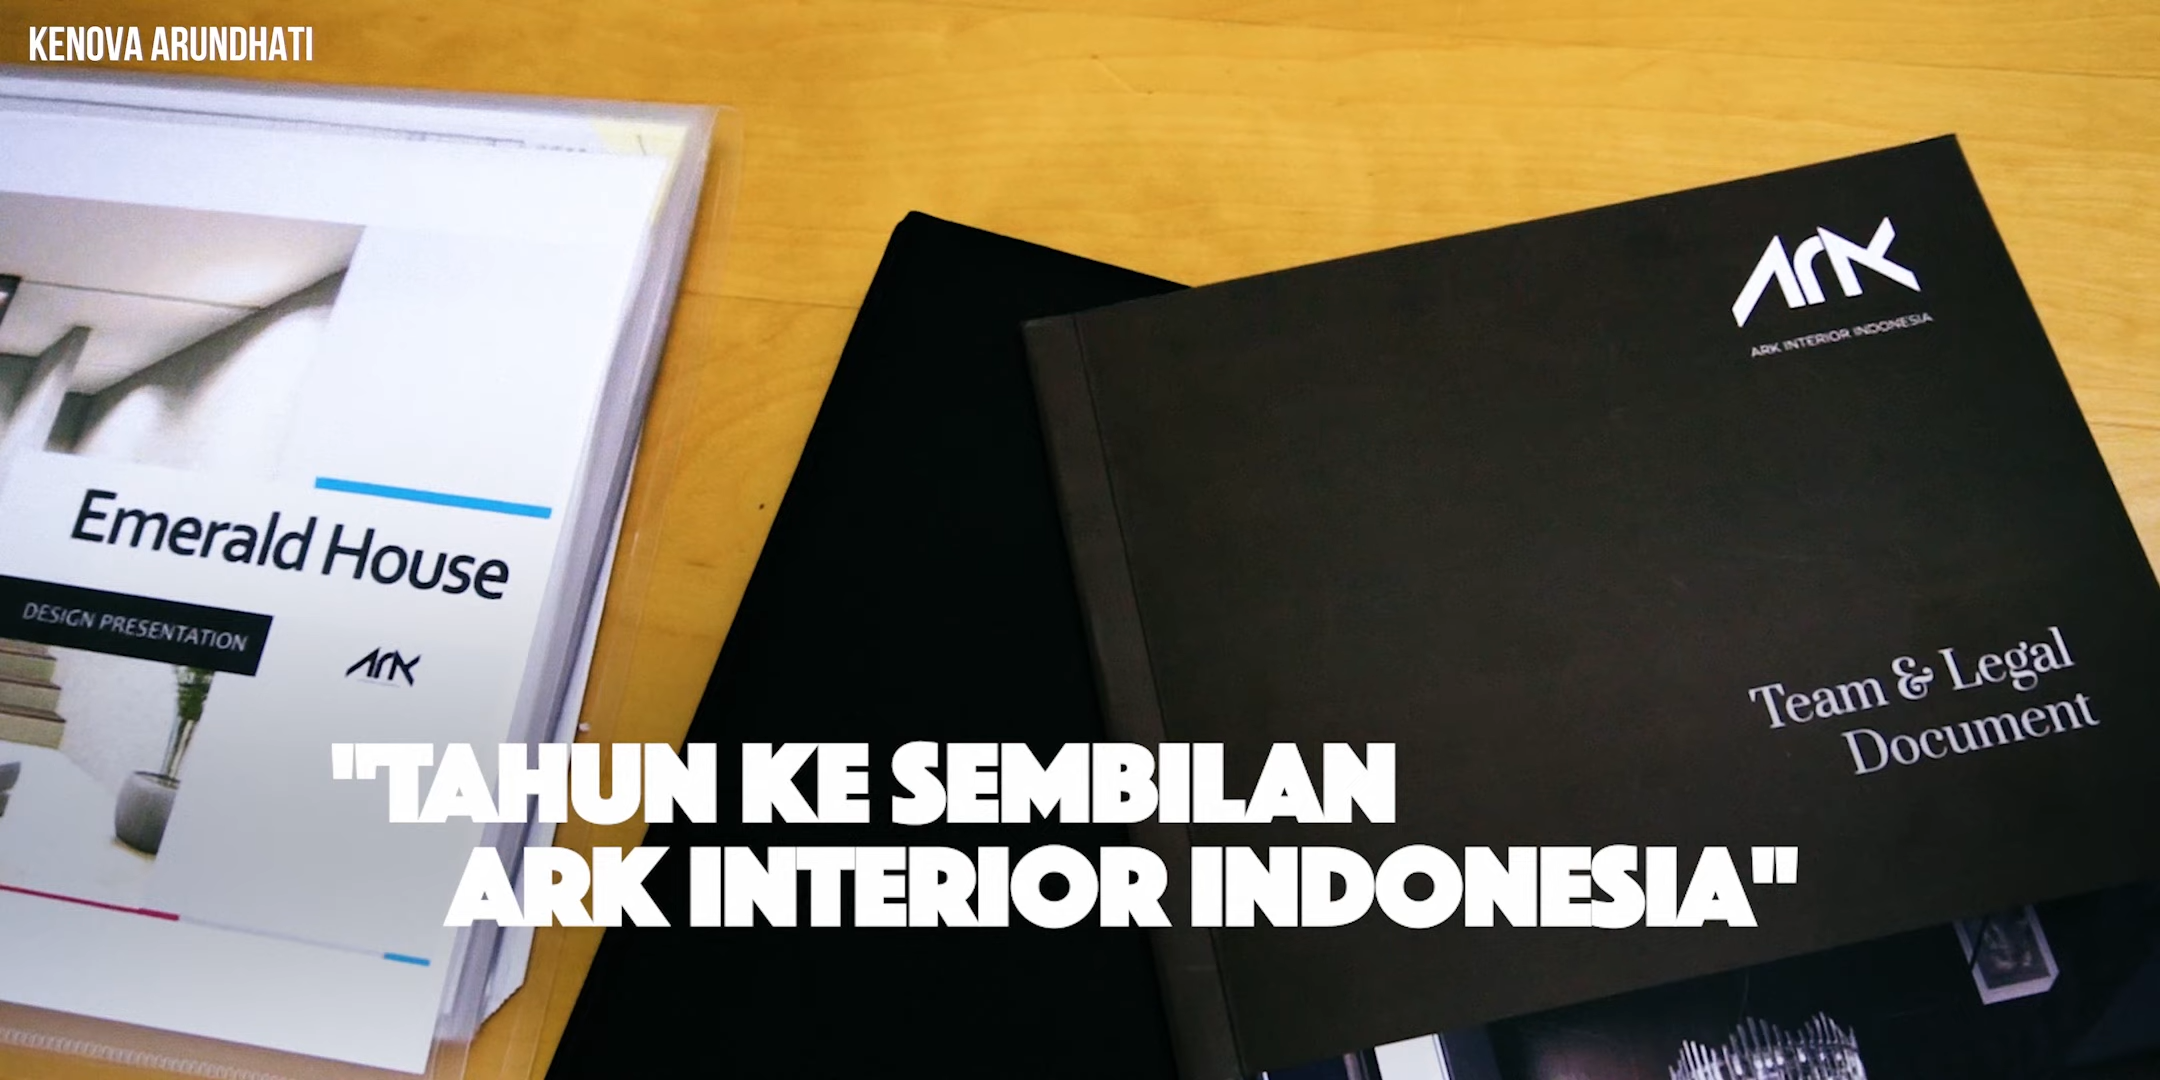 KENOVA ARUNDHATI
Emerald House
DESIGN PRESENTATION
ArK
ArK
ARK INTERIOR INDONESIA
Team & Legal
Document
"TAHUN KE SEMBILAN
ARK INTERIOR INDONESIA"